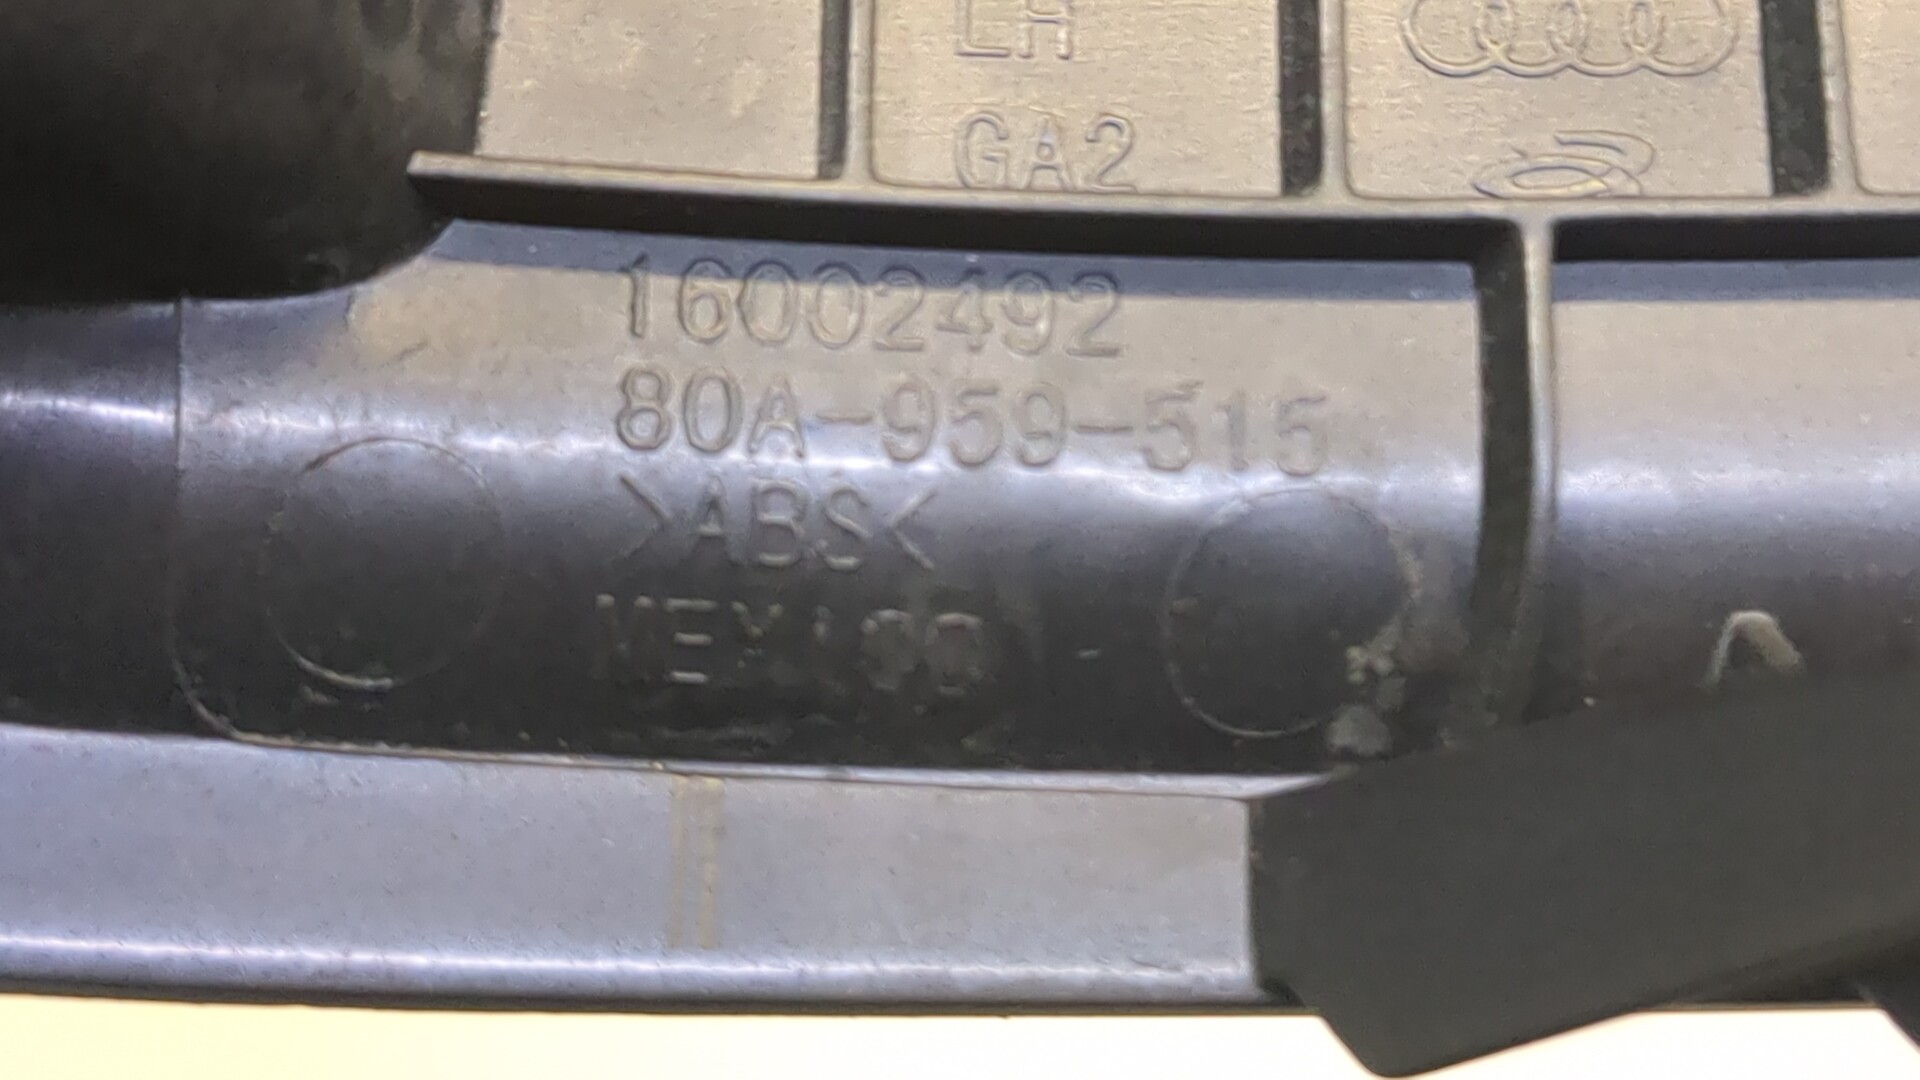 LH
GA2
16002492
80A-959-515
>ABS<
MEXICO